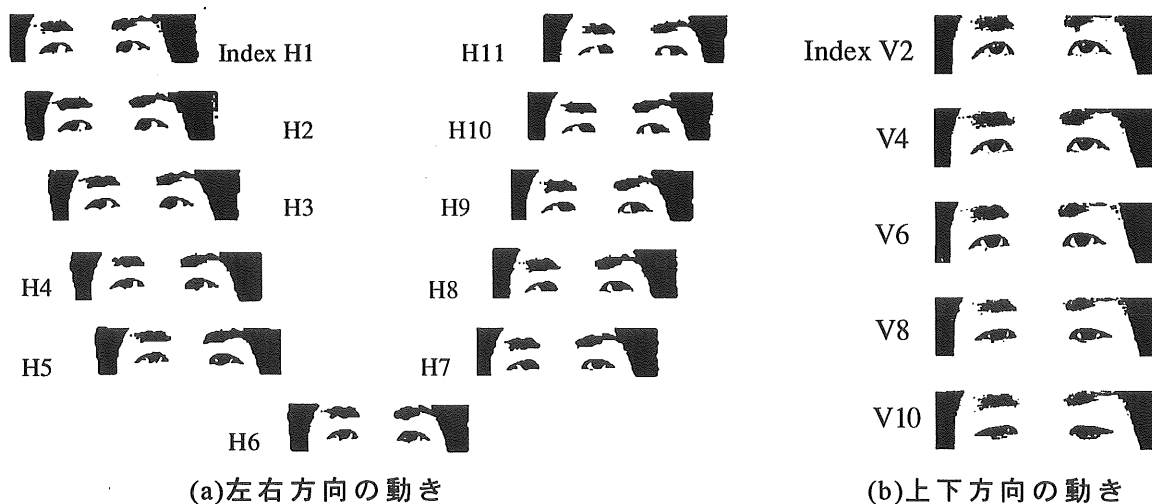 Index H1
H2
H3
H4
H5
H6
H11
H10
H9
H8
H7
(a)左右方向の動き
Index V2
V4
V6
V8
V10
(b)上下方向の動き